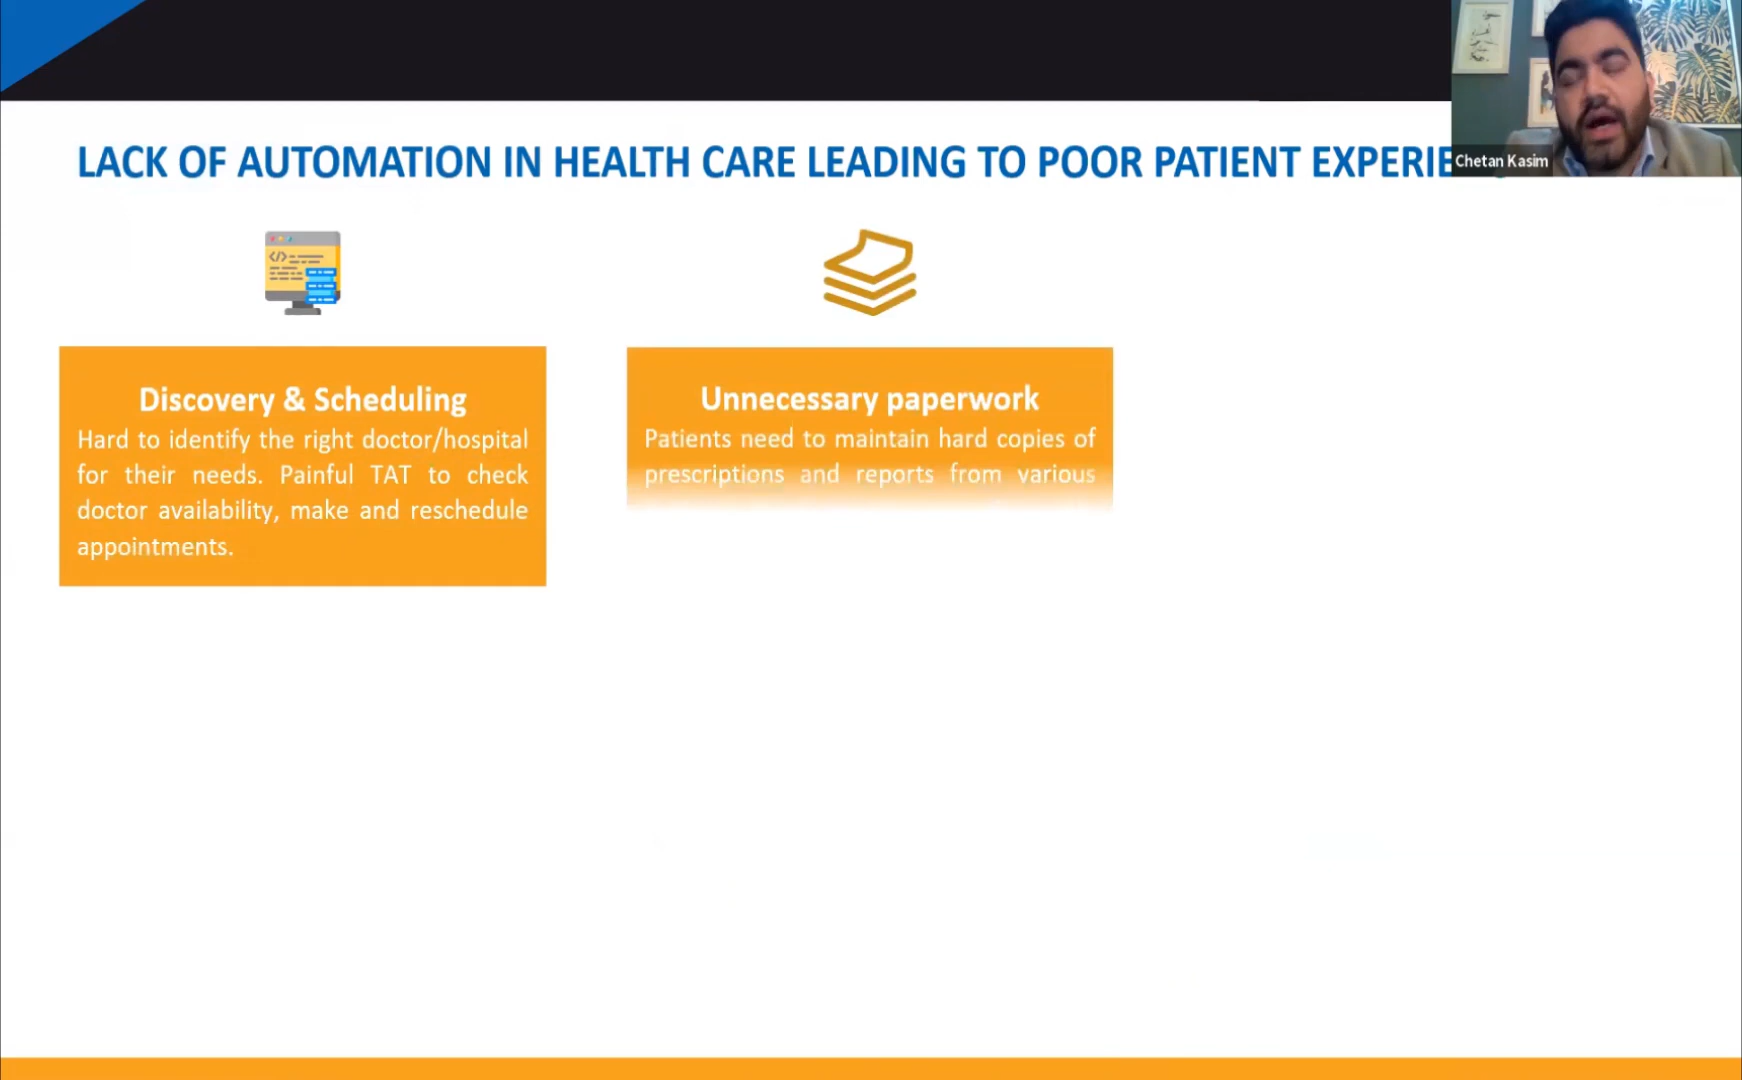 LACK OF AUTOMATION IN HEALTH CARE LEADING TO POOR PATIENT
Chetan Kasim
Discovery & Scheduling
Hard to identify the right doctor/hospital
for their needs. Painful TAT to check
doctor availability, make and reschedule
appointments.
Unnecessary paperwork
Patients need to maintain hard copies of
prescriptions and reports from various